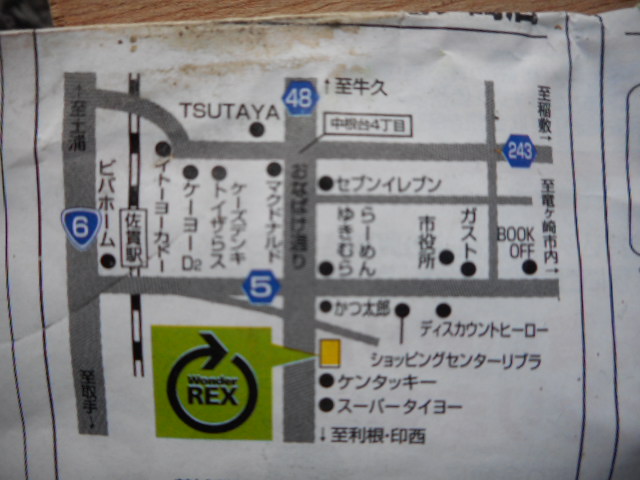 ↑至牛久
48
TSUTAYA
中根台4丁目
↑至土浦
至稲敷→
243
イトーヨーカドー
ケーヨーD2
トイザらス
ケーズデンキ
マクドナルド
おなばけ通り
セブンイレブン
至竜ヶ崎市内→
6
ビバホーム
佐貫駅
らーめん
ゆきむら
市役所
ガスト
BOOK
OFF
5
かつ太郎
ディスカウントヒーロー
ショッピングセンターリブラ
Wonder
REX
ケンタッキー
スーパータイヨー
至取手↓
↓至利根・印西